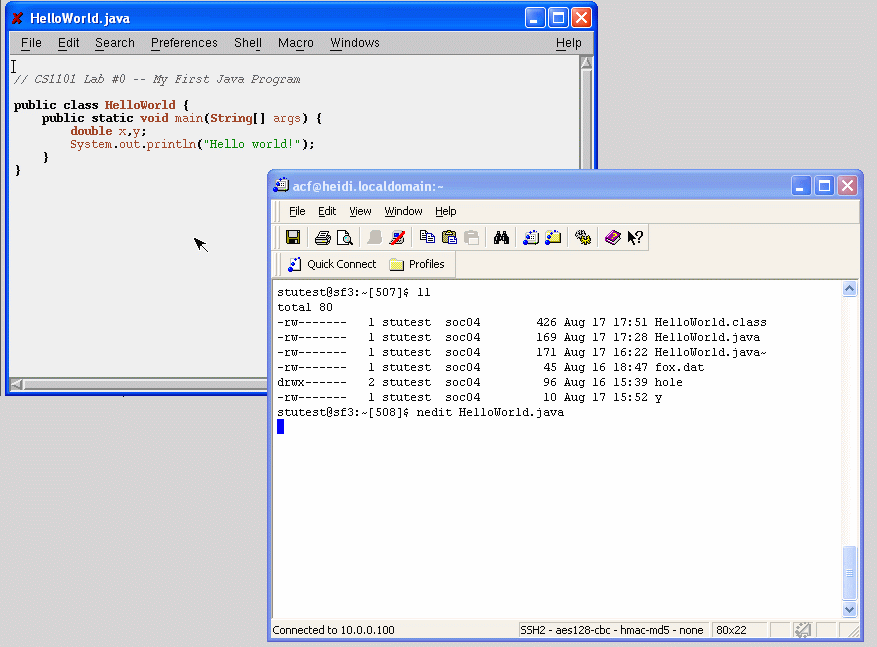 HelloWorld.java
File Edit Search Preferences Shell Macro Windows Help
// CS1101 Lab #0 -- My First Java Program
public class HelloWorld {
    public static void main(String[] args) {
        double x,y;
        System.out.println("Hello world!");
    }
}
acf@heidi.localdomain:~
File Edit View Window Help
Quick Connect Profiles
stutest@sf3:~[507]$ ll
total 80
-rw-------   1 stutest  soc04        426 Aug 17 17:51 HelloWorld.class
-rw-------   1 stutest  soc04        169 Aug 17 17:28 HelloWorld.java
-rw-------   1 stutest  soc04        171 Aug 17 16:22 HelloWorld.java~
-rw-------   1 stutest  soc04         45 Aug 16 18:47 fox.dat
drwx------   2 stutest  soc04         96 Aug 16 15:39 hole
-rw-------   1 stutest  soc04         10 Aug 17 15:52 y
stutest@sf3:~[508]$ nedit HelloWorld.java
Connected to 10.0.0.100 SSH2 - aes128-cbc - hmac-md5 - none 80x22